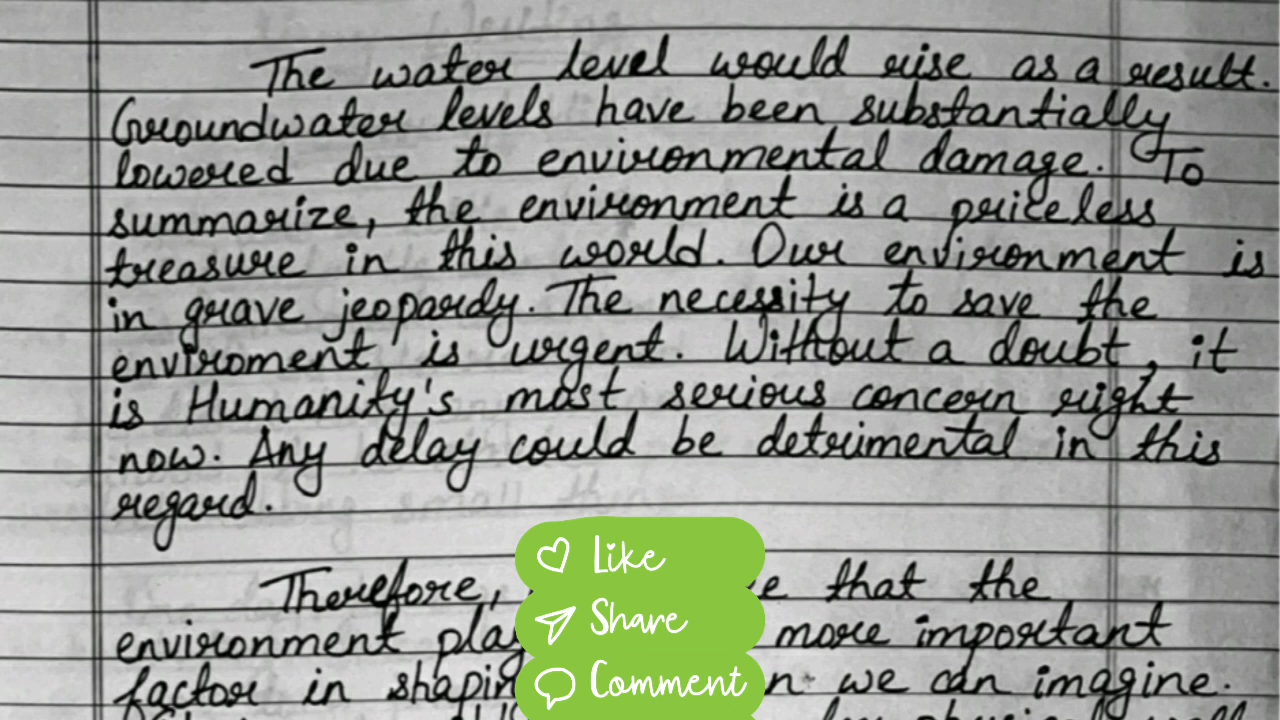 The water level would rise as a result.
Groundwater levels have been substantially
lowered due to environmental damage. To
summarize, the environment is a priceless
treasure in this world. Our environment is
in grave jeopardy. The necessity to save the
enviroment is urgent. Without a doubt, it
is Humanity's most serious concern right
now. Any delay could be detrimental in this
regard.
Therefore, that the
environment more important
factor in we can imagine.
Like
Share
Comment